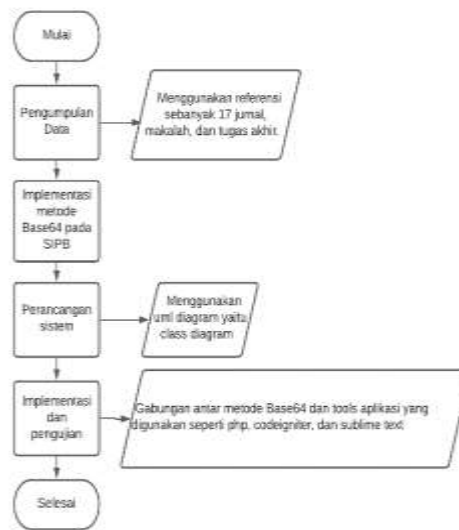 Mulai
Pengumpulan
Data
Menggunakan referensi
sebanyak 17 jurnal,
makalah, dan tugas akhir.
Implementasi
metode
Base64 pada
SIPB
Perancangan
sistem
Menggunakan
uml diagram yaitu
class diagram
Implementasi
dan
pengujian
Gabungan antar metode Base64 dan tools aplikasi yang
digunakan seperti php, codeigniter, dan sublime text
Selesai